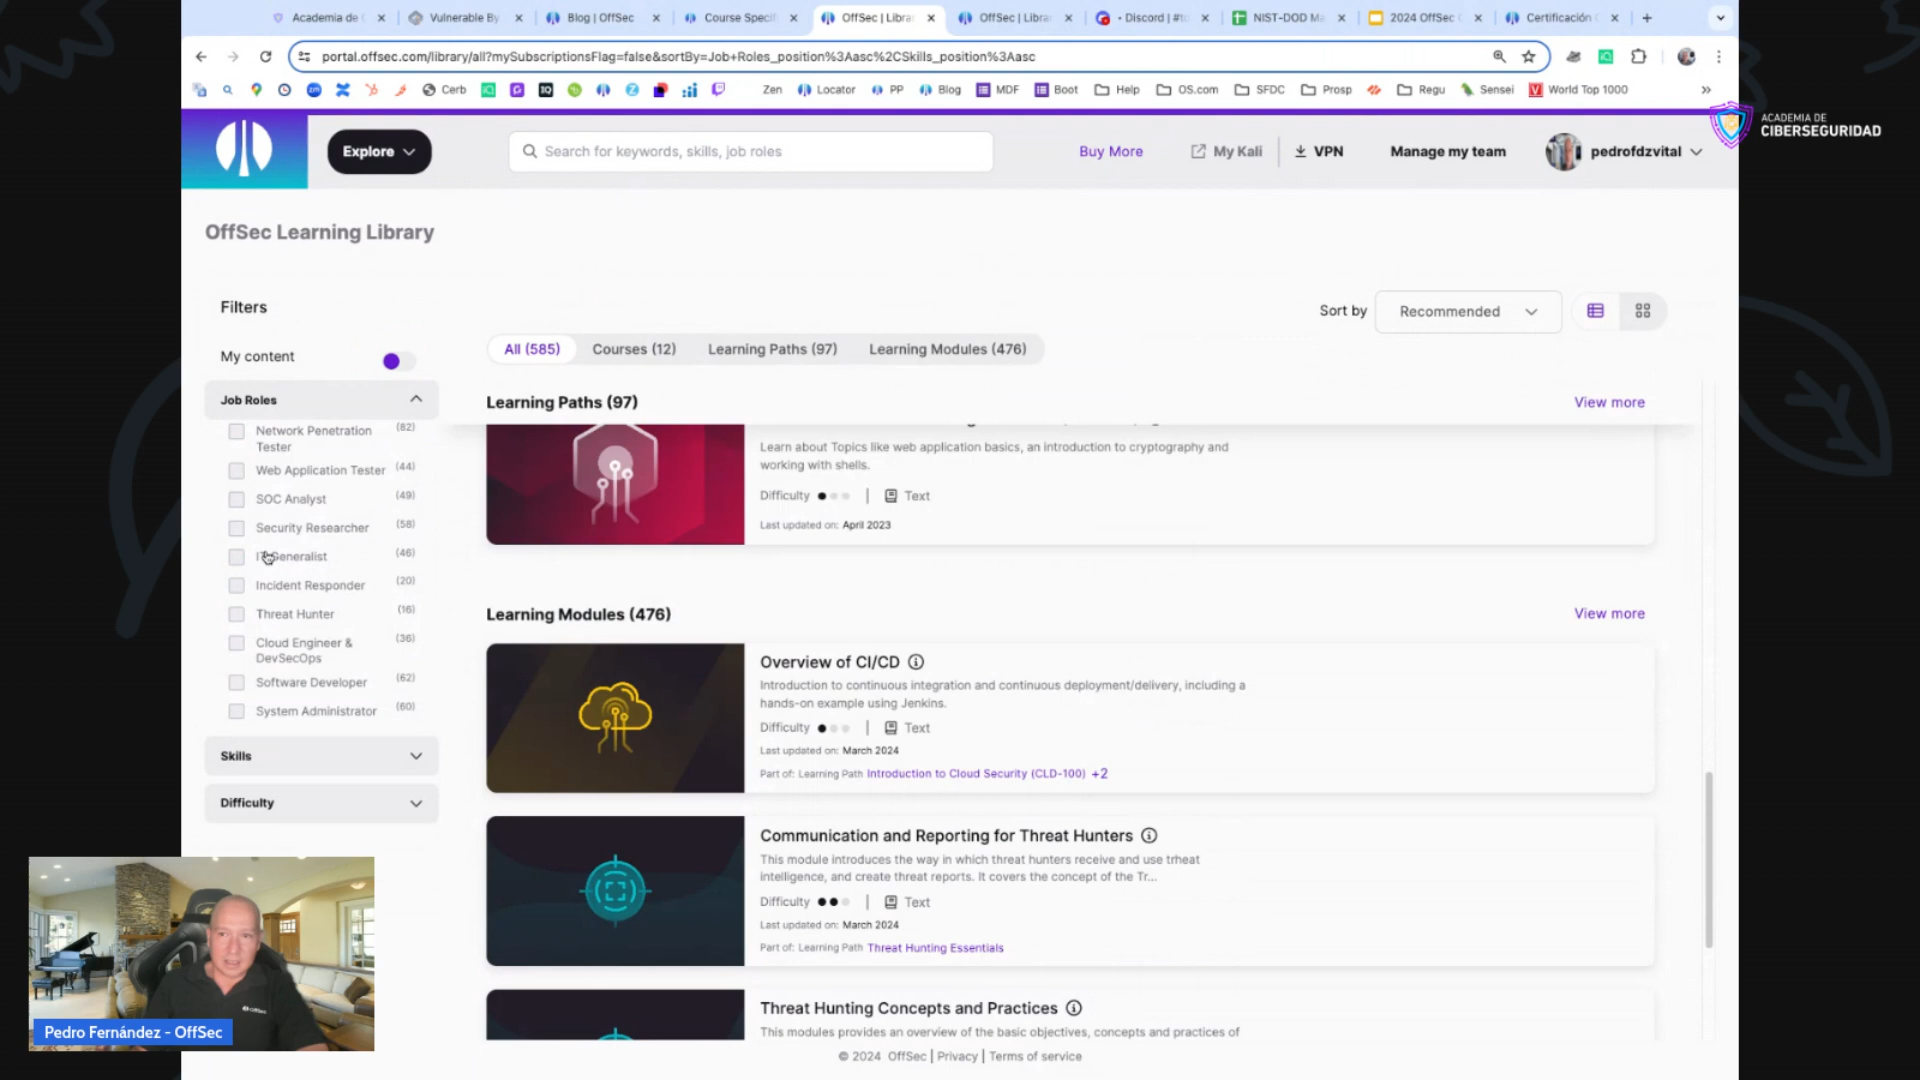 Academia de C
Vulnerable By
Blog | OffSec
Course Specif
OffSec | Librar
OffSec | Librar
• Discord | #to
NIST-DOD Ma
2024 OffSec C
Certificación
portal.offsec.com/library/all?mySubscriptionsFlag=false&sortBy=Job+Roles_position%3Aasc%2CSkills_position%3Aasc
Cerb
Zen
Locator
PP
Blog
MDF
Boot
Help
OS.com
SFDC
Prosp
Regu
Sensei
World Top 1000
ACADEMIA DE
CIBERSEGURIDAD
Explore
Search for keywords, skills, job roles
Buy More
My Kali
VPN
Manage my team
pedrofdzvital
OffSec Learning Library
Filters
Sort by
Recommended
My content
All (585)
Courses (12)
Learning Paths (97)
Learning Modules (476)
Job Roles
Network Penetration
Tester
(82)
Web Application Tester (44)
SOC Analyst (49)
Security Researcher (58)
IT Generalist (46)
Incident Responder (20)
Threat Hunter (16)
Cloud Engineer &
DevSecOps
(36)
Software Developer (62)
System Administrator (60)
Skills
Difficulty
Learning Paths (97)
View more
Learn about Topics like web application basics, an introduction to cryptography and
working with shells.
Difficulty | Text
Last updated on: April 2023
Learning Modules (476)
View more
Overview of CI/CD
Introduction to continuous integration and continuous deployment/delivery, including a
hands-on example using Jenkins.
Difficulty | Text
Last updated on: March 2024
Part of: Learning Path Introduction to Cloud Security (CLD-100) +2
Communication and Reporting for Threat Hunters
This module introduces the way in which threat hunters receive and use trheat
intelligence, and create threat reports. It covers the concept of the Tr...
Difficulty | Text
Last updated on: March 2024
Part of: Learning Path Threat Hunting Essentials
Threat Hunting Concepts and Practices
This modules provides an overview of the basic objectives, concepts and practices of
© 2024 OffSec | Privacy | Terms of service
OffSec
Pedro Fernández - OffSec